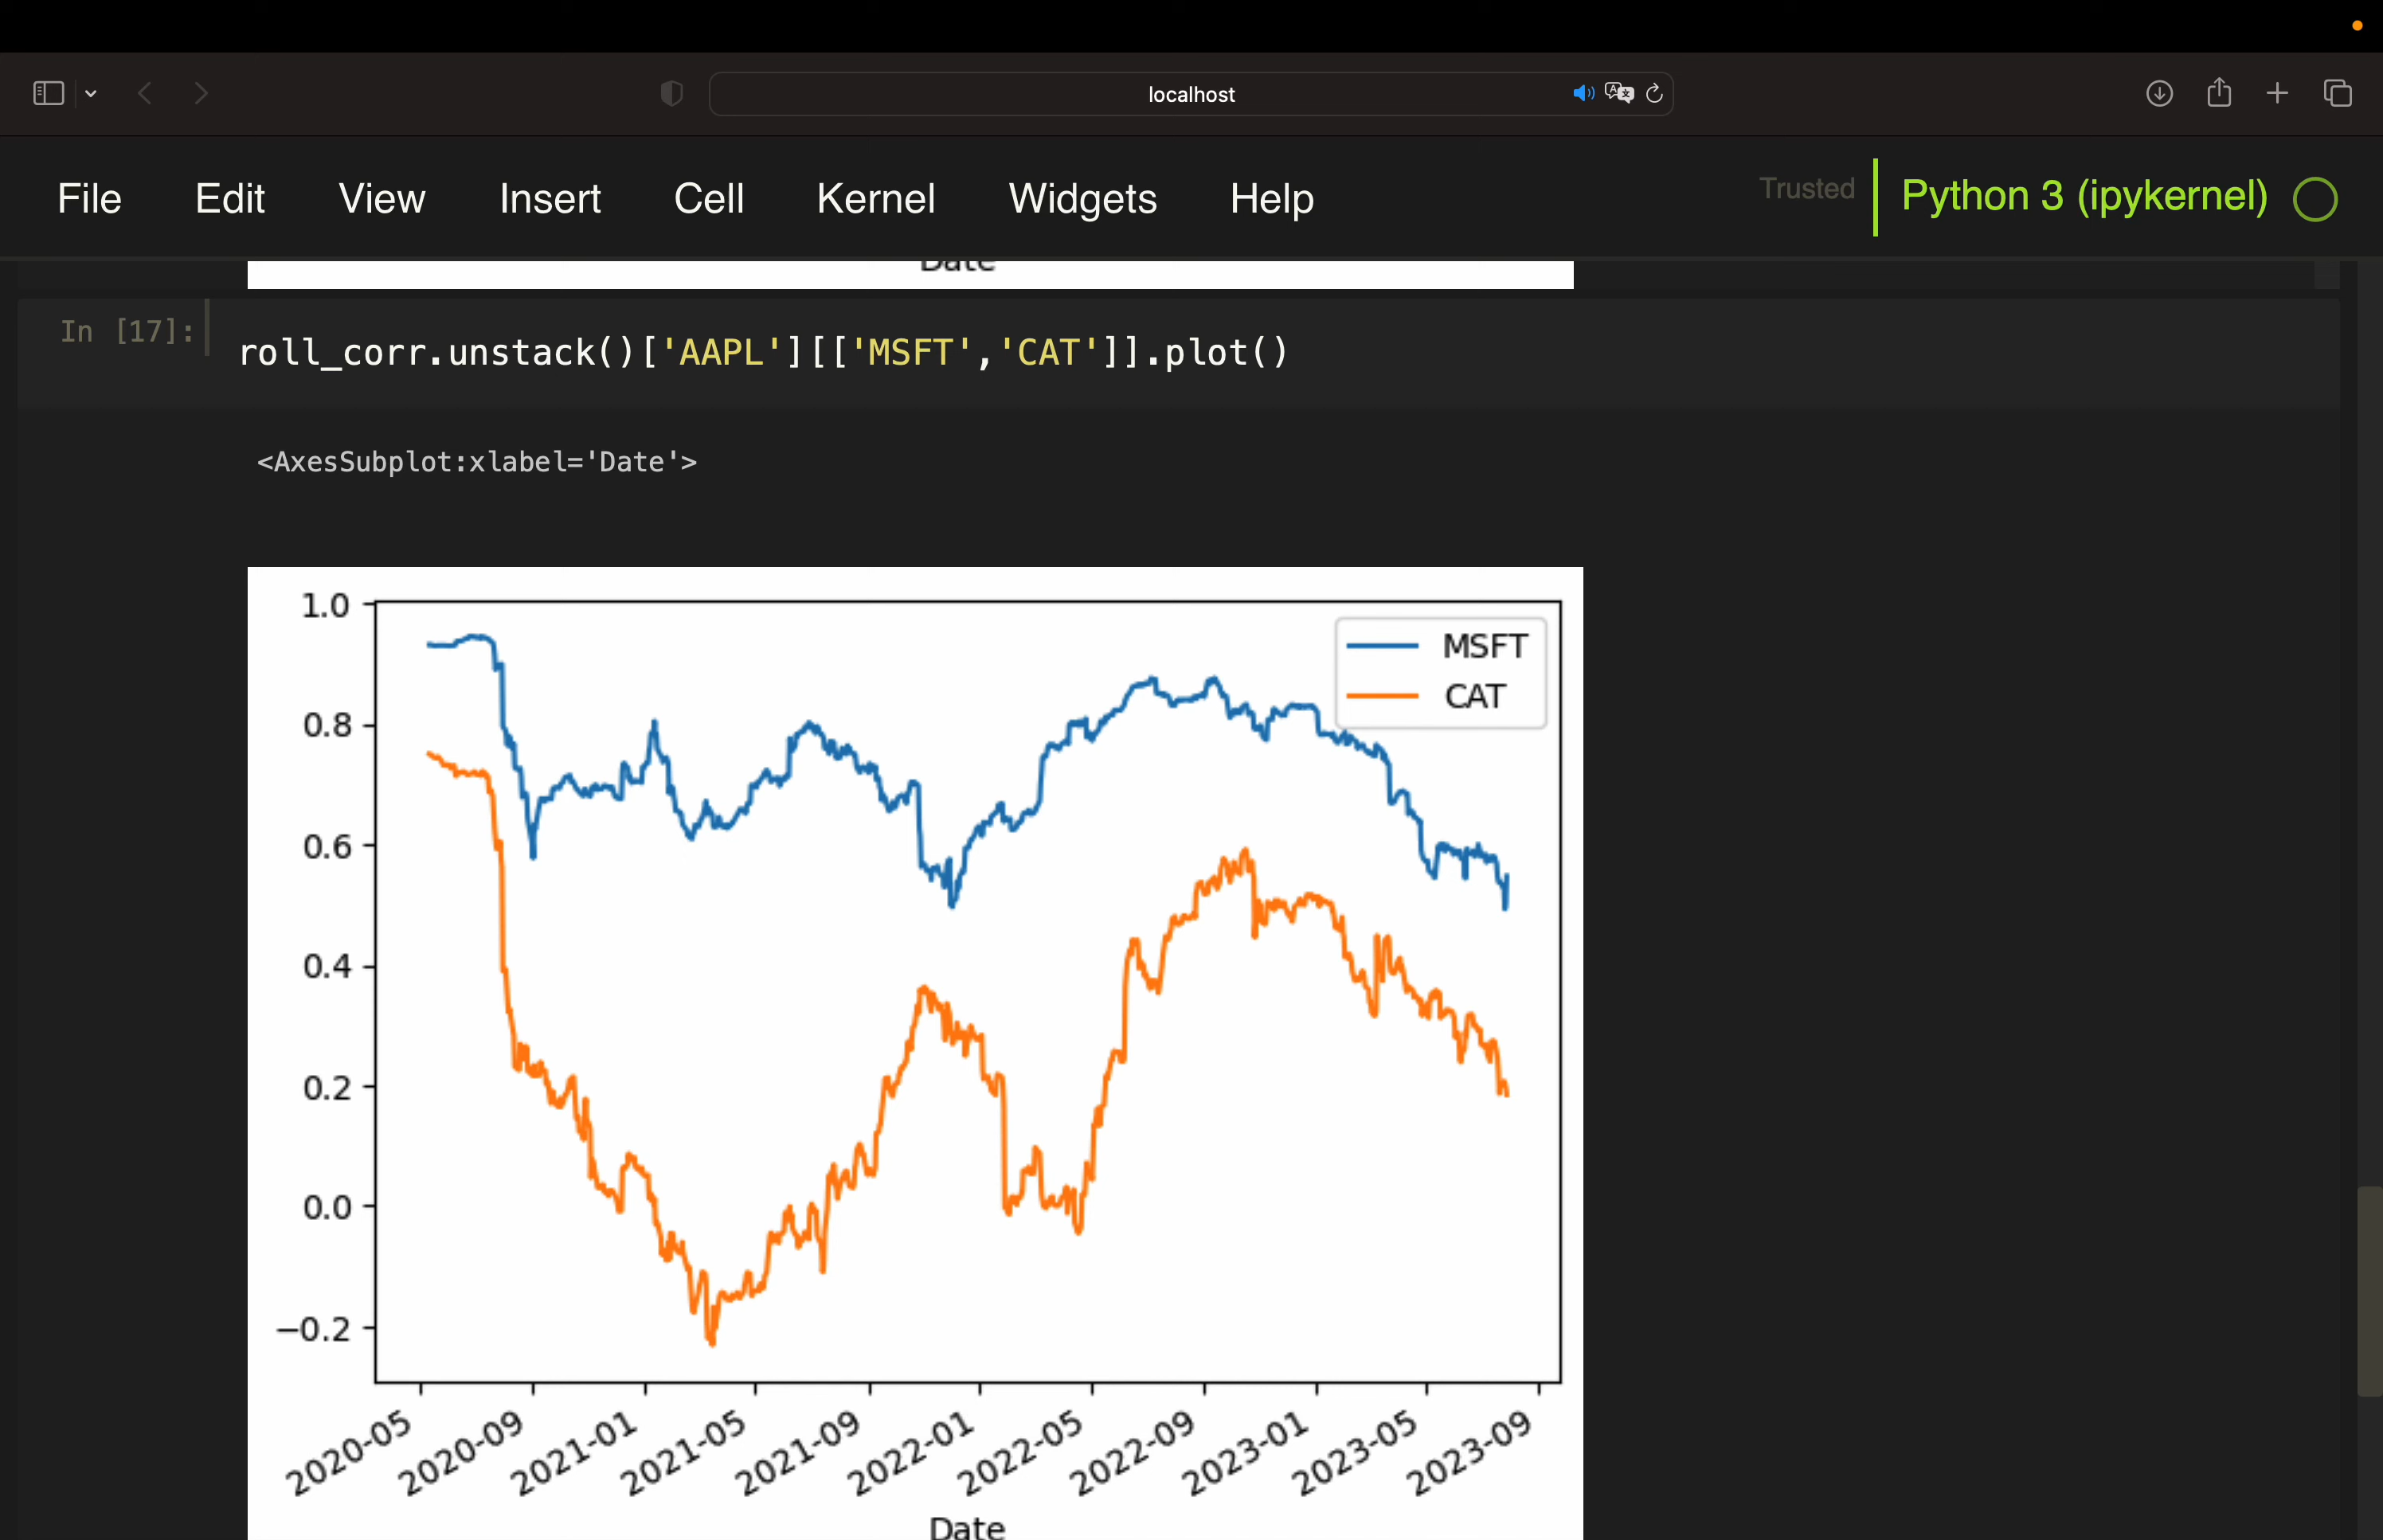 localhost
File Edit View Insert Cell Kernel Widgets Help Trusted Python 3 (ipykernel)
Date
In [17]: roll_corr.unstack()['AAPL'][['MSFT','CAT']].plot()
<AxesSubplot:xlabel='Date'>
1.0
0.8
0.6
0.4
0.2
0.0
−0.2
MSFT
CAT
2020-05 2020-09 2021-01 2021-05 2021-09 2022-01 2022-05 2022-09 2023-01 2023-05 2023-09
Date